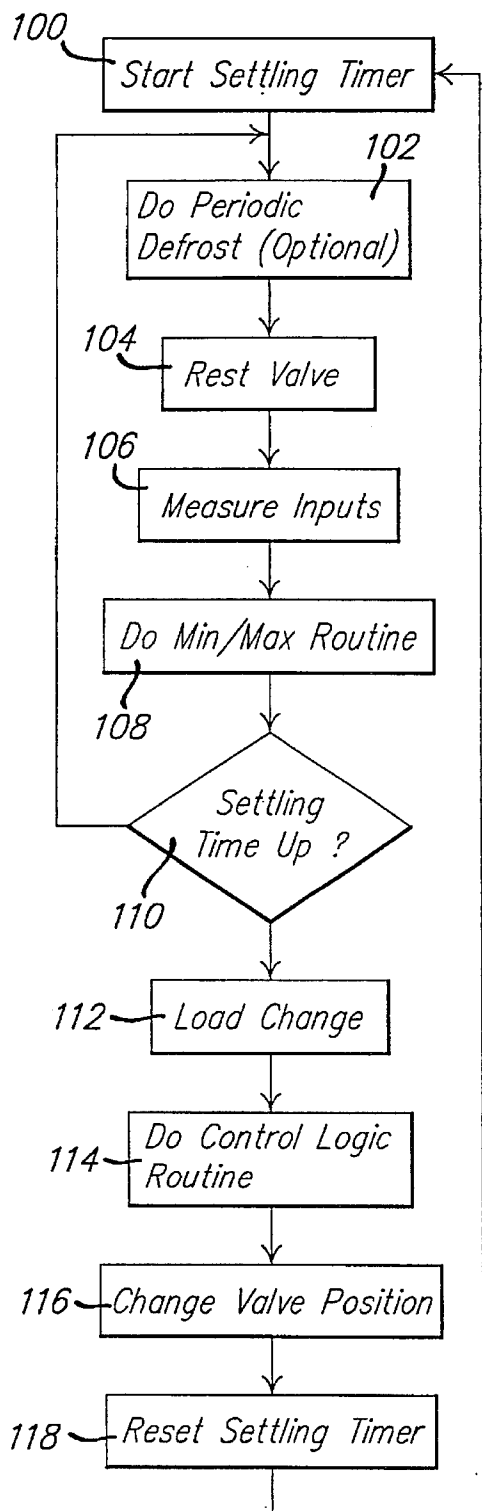 100
Start Settling Timer
102
Do Periodic
Defrost (Optional)
104
Rest Valve
106
Measure Inputs
Do Min/Max Routine
108
Settling
Time Up ?
110
112
Load Change
Do Control Logic
114
Routine
116
Change Valve Position
118
Reset Settling Timer